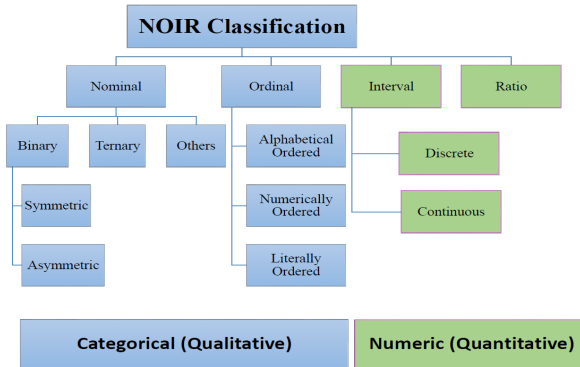 NOIR Classification
Nominal
Ordinal
Interval
Ratio
Binary
Ternary
Others
Alphabetical
Ordered
Discrete
Symmetric
Numerically
Ordered
Continuous
Asymmetric
Literally
Ordered
Categorical (Qualitative)
Numeric (Quantitative)